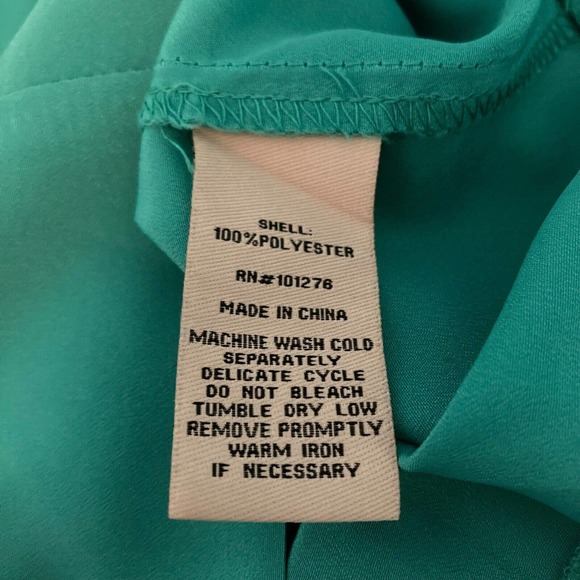 SHELL:
100%POLYESTER
RN#101276
MADE IN CHINA
MACHINE WASH COLD
SEPARATELY
DELICATE CYCLE
DO NOT BLEACH
TUMBLE DRY LOW
REMOVE PROMPTLY
WARM IRON
IF NECESSARY